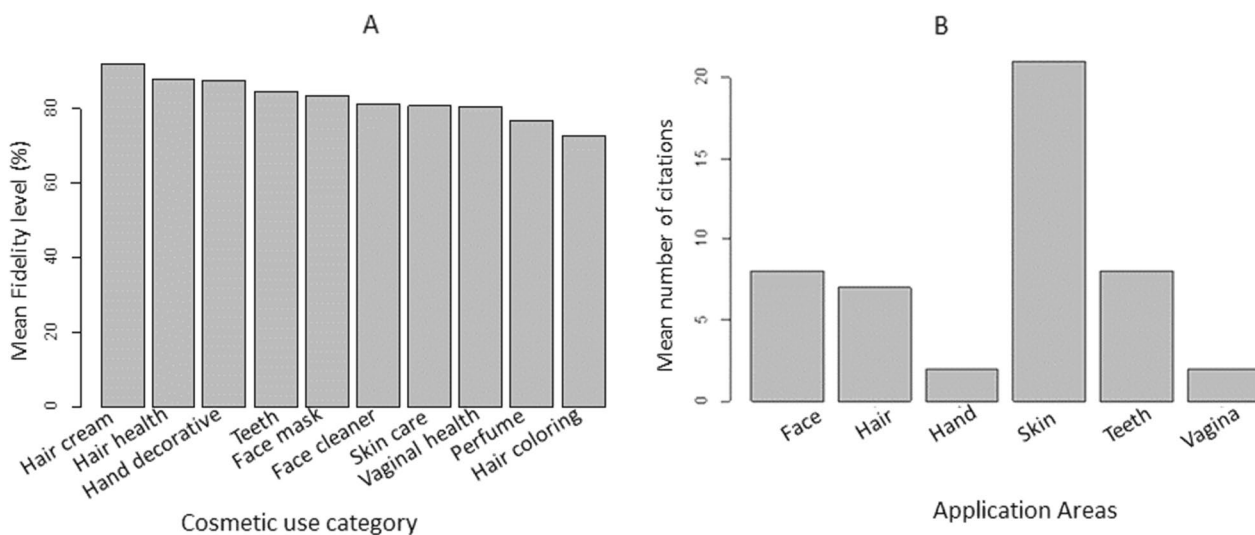 A
Mean Fidelity level (%)
80
60
40
20
0
Hair cream
Hair health
Hand decorative
Teeth
Face mask
Face cleaner
Skin care
Vaginal health
Perfume
Hair coloring
Cosmetic use category
B
Mean number of citations
20
15
10
5
0
Face
Hair
Hand
Skin
Teeth
Vagina
Application Areas